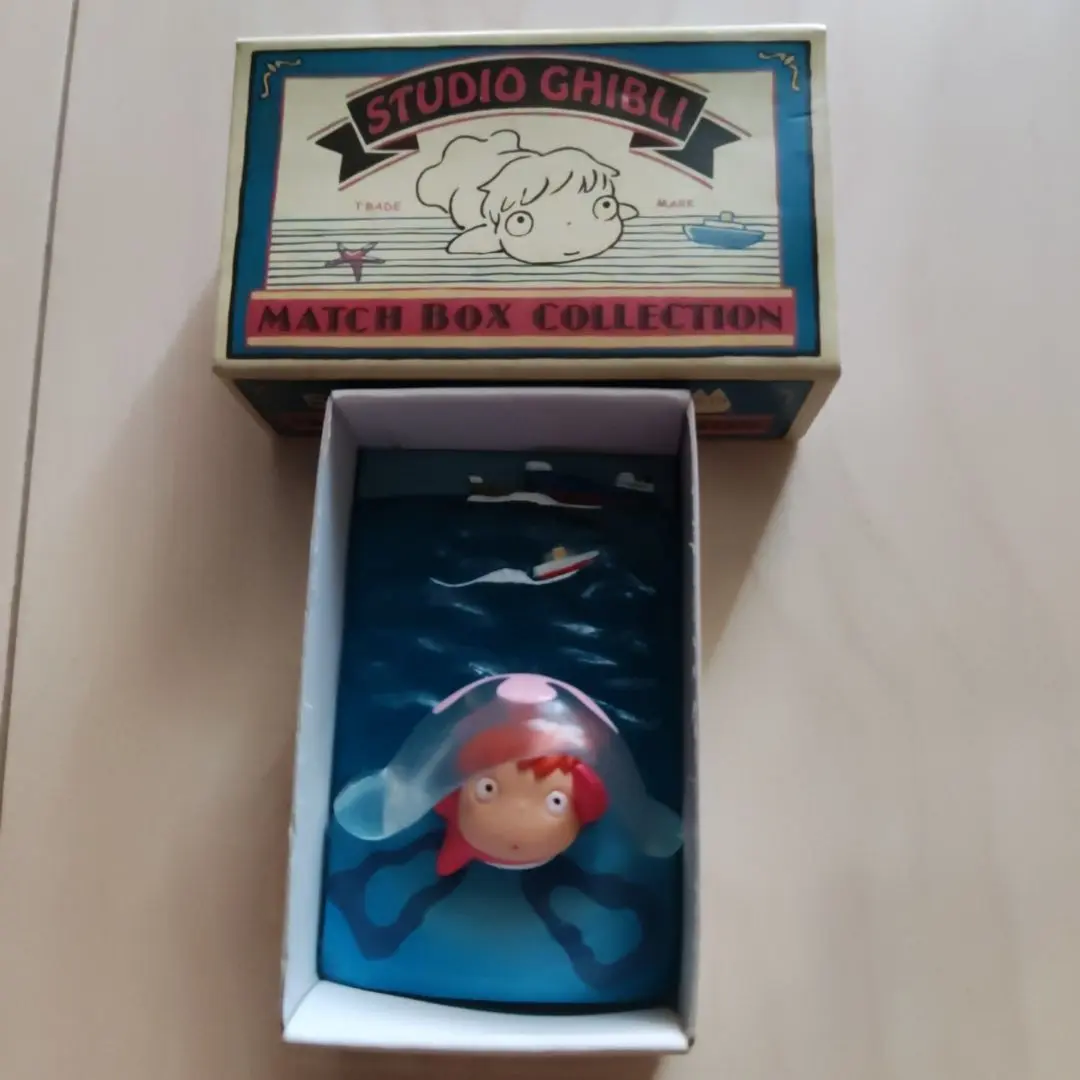 STUDIO GHIBLI
TRADE MARK
MATCH BOX COLLECTION